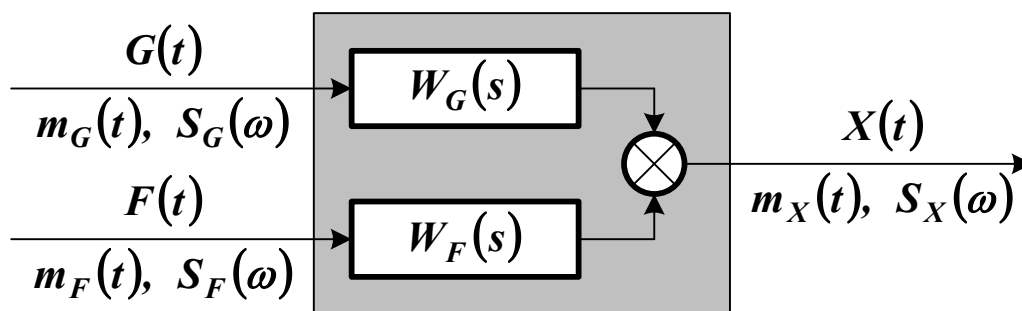 G(t)
m_G(t), S_G(ω)
W_G(s)
F(t)
m_F(t), S_F(ω)
W_F(s)
X(t)
m_X(t), S_X(ω)